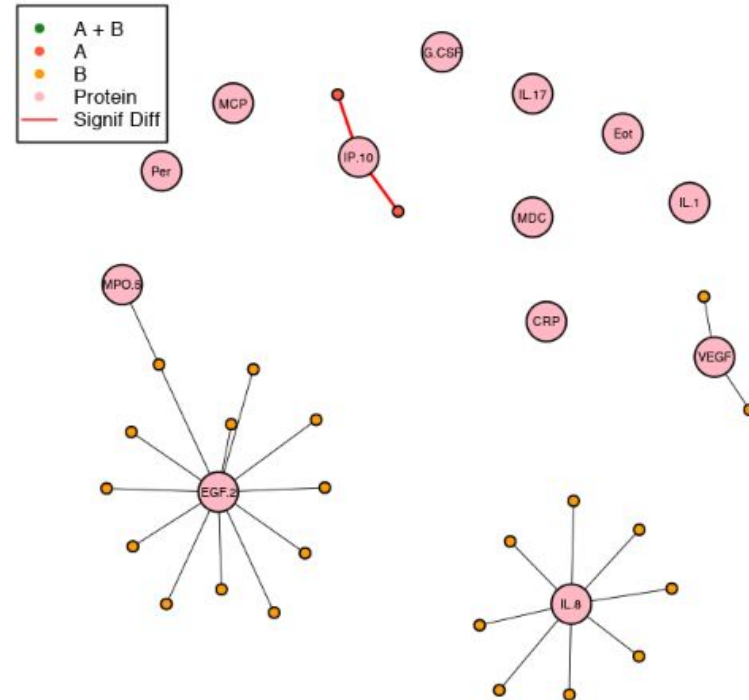 A + B
A
B
Protein
Signif Diff
G.CSF
MCP
IL.17
Eot
IP.10
Per
IL.1
MDC
MPO.5
CRP
VEGF
EGF.2
IL.8